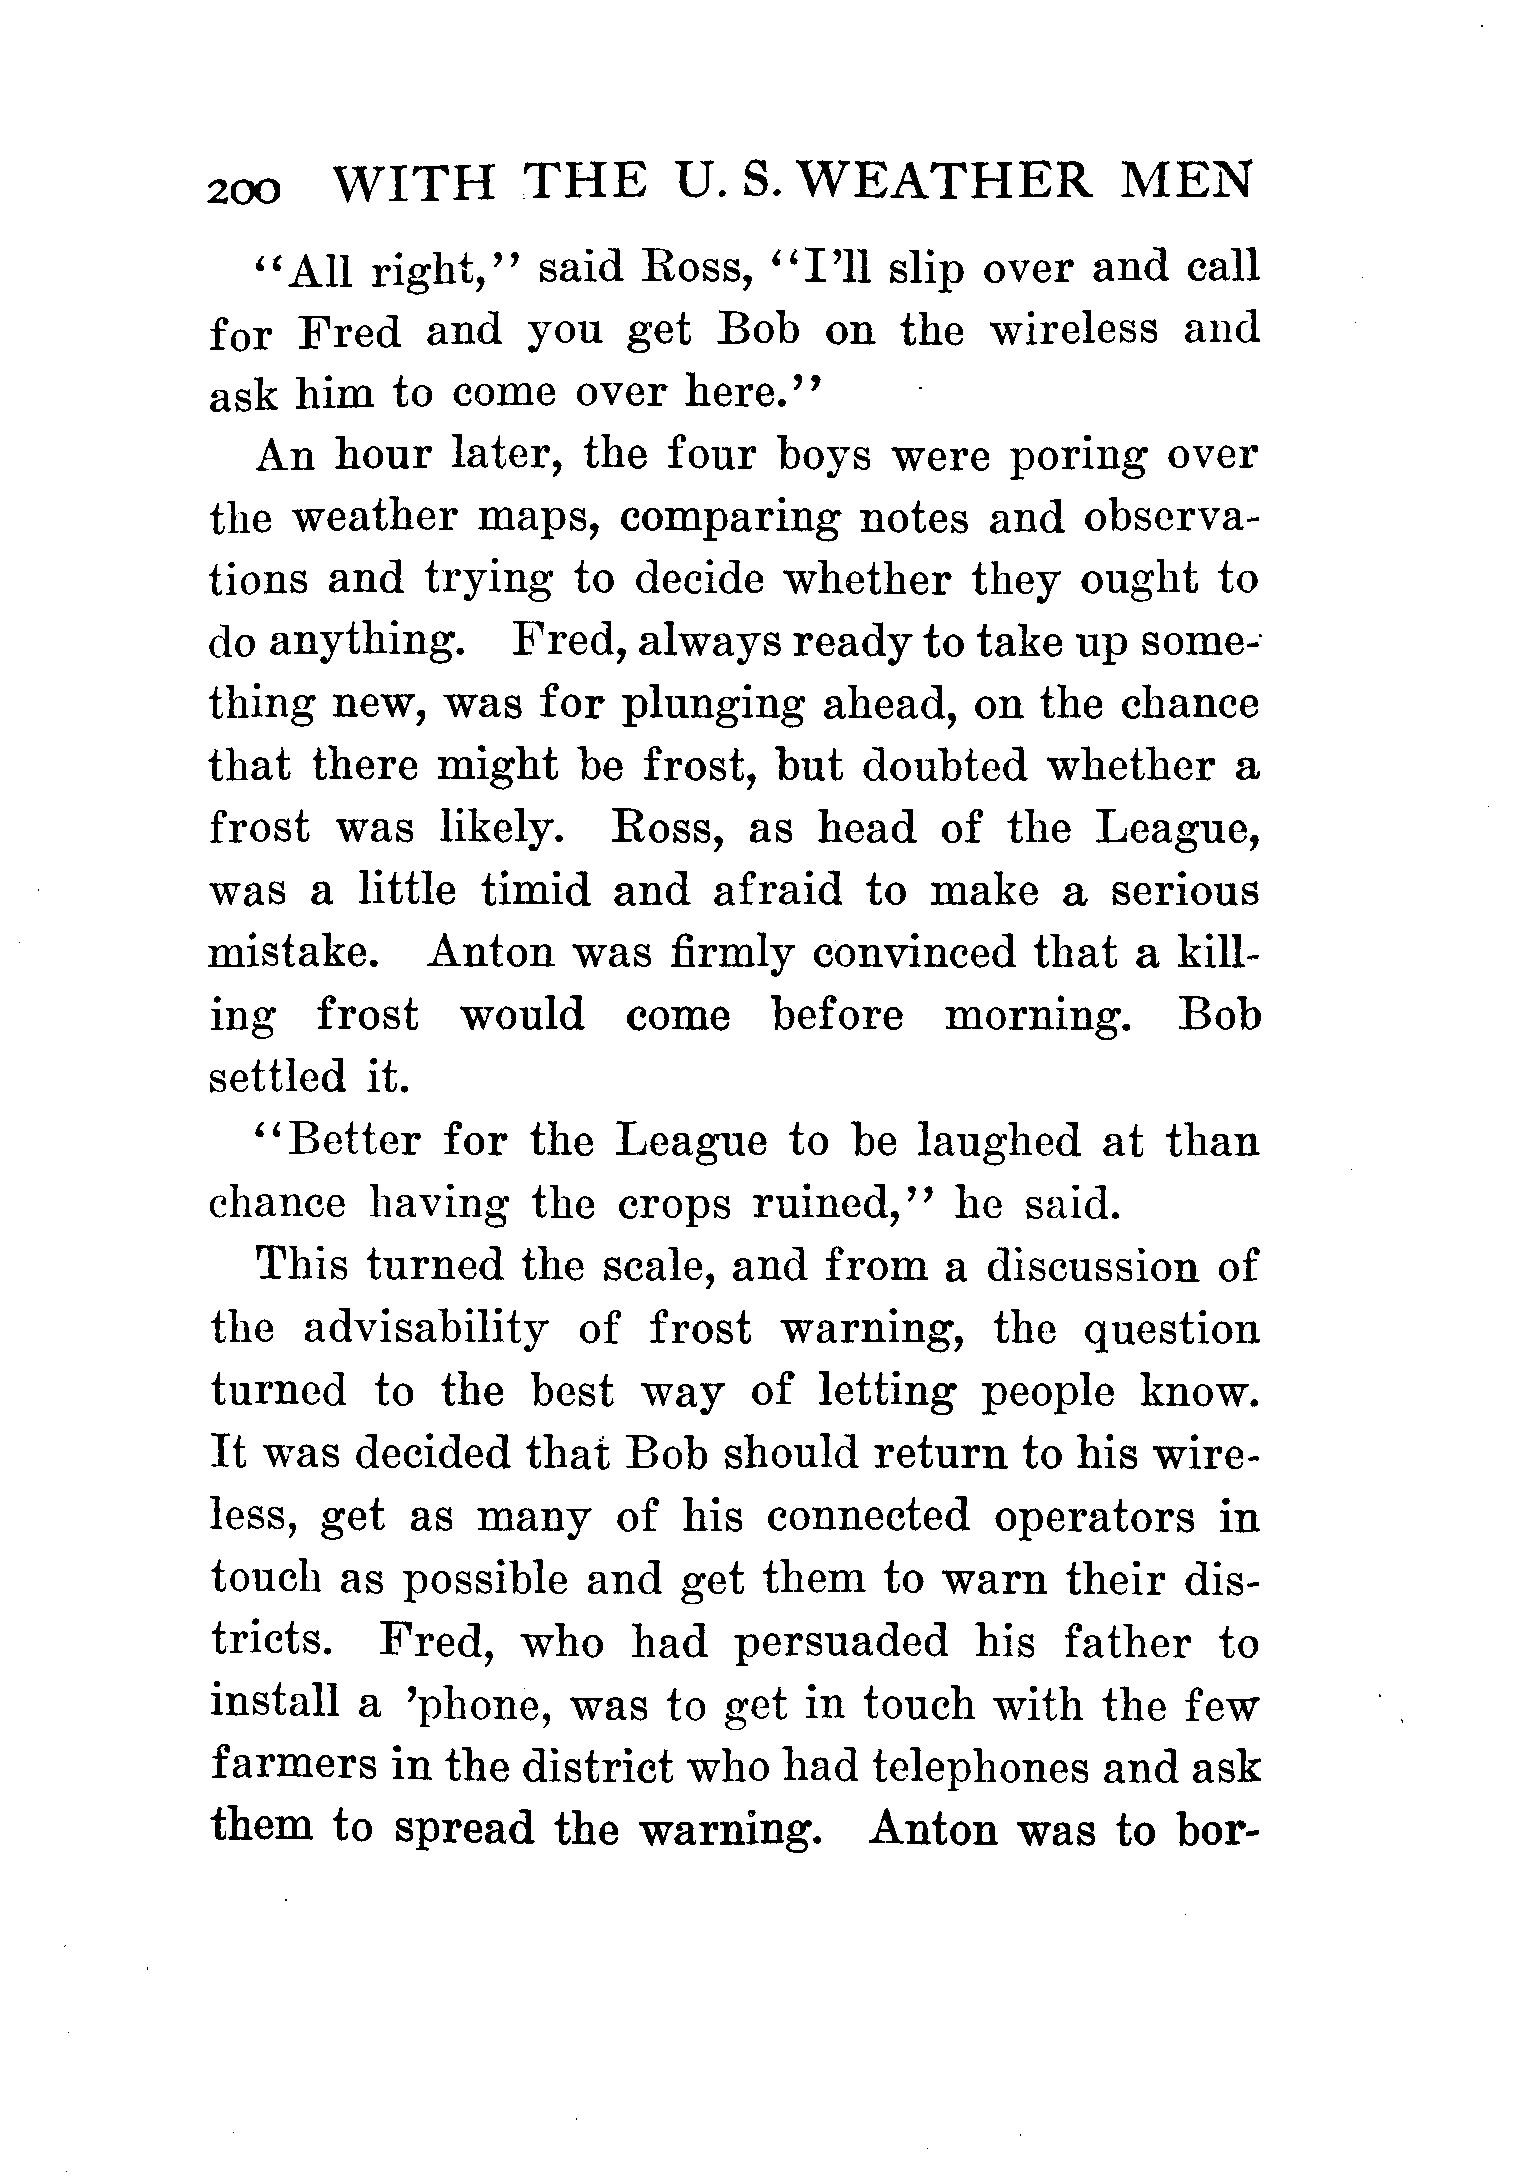 200 WITH THE U. S. WEATHER MEN
"All right," said Ross, "I'll slip over and call
for Fred and you get Bob on the wireless and
ask him to come over here."
An hour later, the four boys were poring over
the weather maps, comparing notes and observa-
tions and trying to decide whether they ought to
do anything. Fred, always ready to take up some-
thing new, was for plunging ahead, on the chance
that there might be frost, but doubted whether a
frost was likely. Ross, as head of the League,
was a little timid and afraid to make a serious
mistake. Anton was firmly convinced that a kill-
ing frost would come before morning. Bob
settled it.
"Better for the League to be laughed at than
chance having the crops ruined," he said.
This turned the scale, and from a discussion of
the advisability of frost warning, the question
turned to the best way of letting people know.
It was decided that Bob should return to his wire-
less, get as many of his connected operators in
touch as possible and get them to warn their dis-
tricts. Fred, who had persuaded his father to
install a 'phone, was to get in touch with the few
farmers in the district who had telephones and ask
them to spread the warning. Anton was to bor-